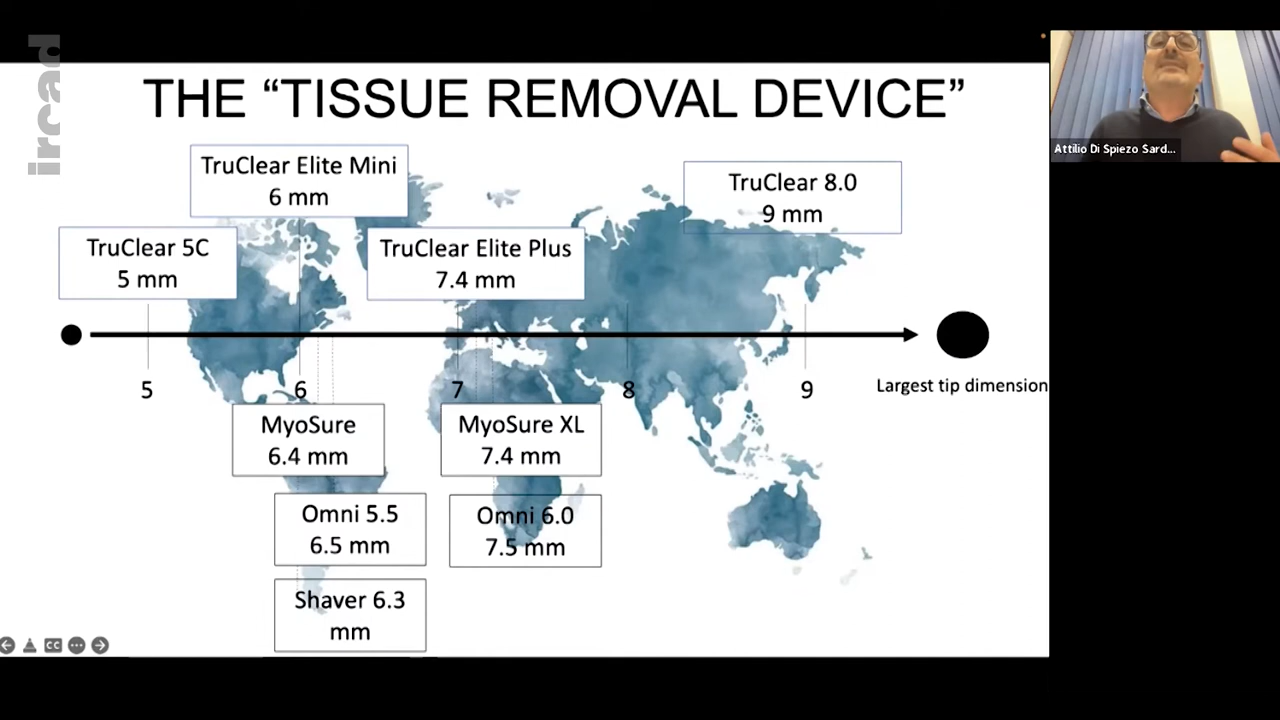 ircad
THE “TISSUE REMOVAL DEVICE”
Attilio Di Spiezo Sard...
TruClear Elite Mini
6 mm
TruClear 8.0
9 mm
TruClear 5C
5 mm
TruClear Elite Plus
7.4 mm
5
6
7
8
9
Largest tip dimension
MyoSure
6.4 mm
MyoSure XL
7.4 mm
Omni 5.5
6.5 mm
Omni 6.0
7.5 mm
Shaver 6.3
mm
CC